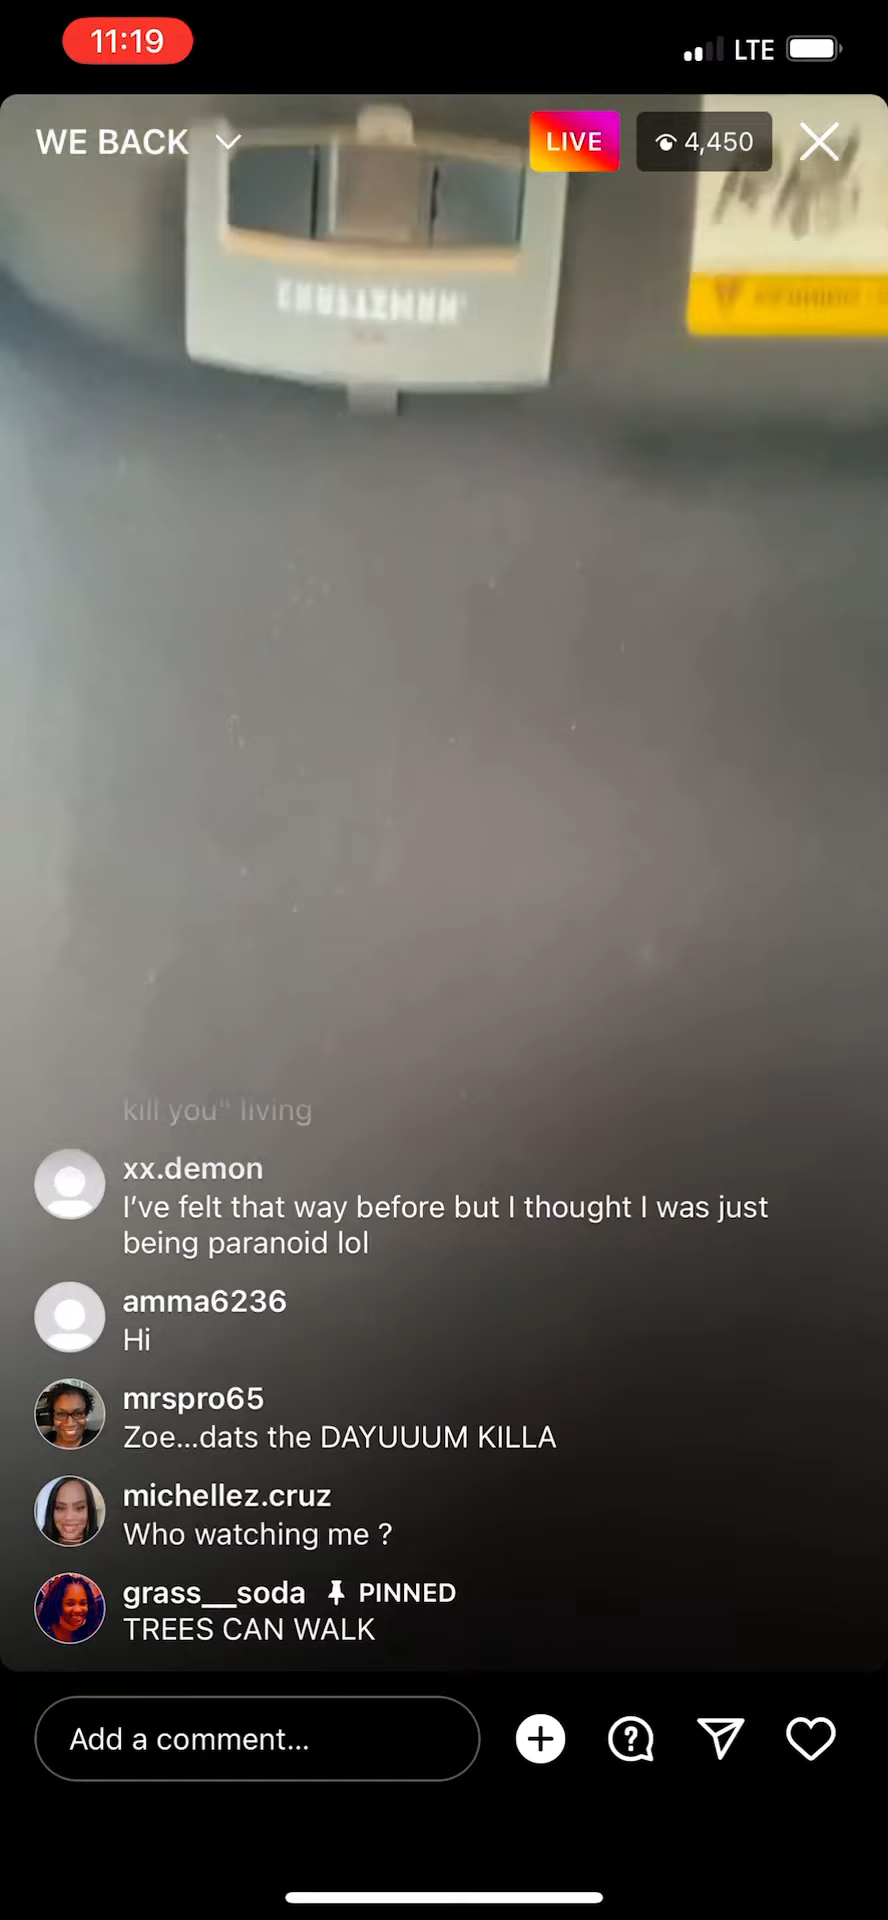 11:19
LTE
WE BACK
LIVE
4,450
kill you" living
xx.demon
I've felt that way before but I thought I was just
being paranoid lol
amma6236
Hi
mrspro65
Zoe...dats the DAYUUUM KILLA
michellez.cruz
Who watching me ?
grass__soda PINNED
TREES CAN WALK
Add a comment...